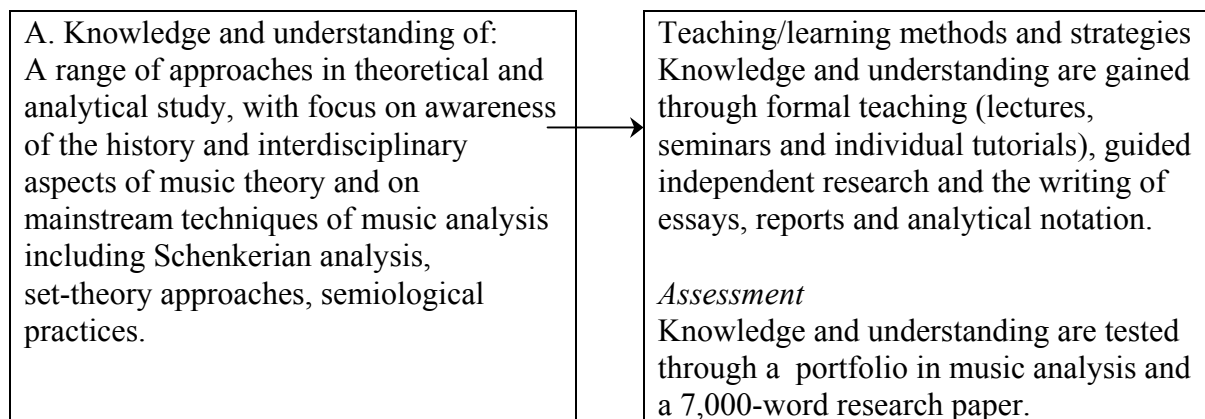 A. Knowledge and understanding of:
A range of approaches in theoretical and
analytical study, with focus on awareness
of the history and interdisciplinary
aspects of music theory and on
mainstream techniques of music analysis
including Schenkerian analysis,
set-theory approaches, semiological
practices.
Teaching/learning methods and strategies
Knowledge and understanding are gained
through formal teaching (lectures,
seminars and individual tutorials), guided
independent research and the writing of
essays, reports and analytical notation.
Assessment
Knowledge and understanding are tested
through a portfolio in music analysis and
a 7,000-word research paper.